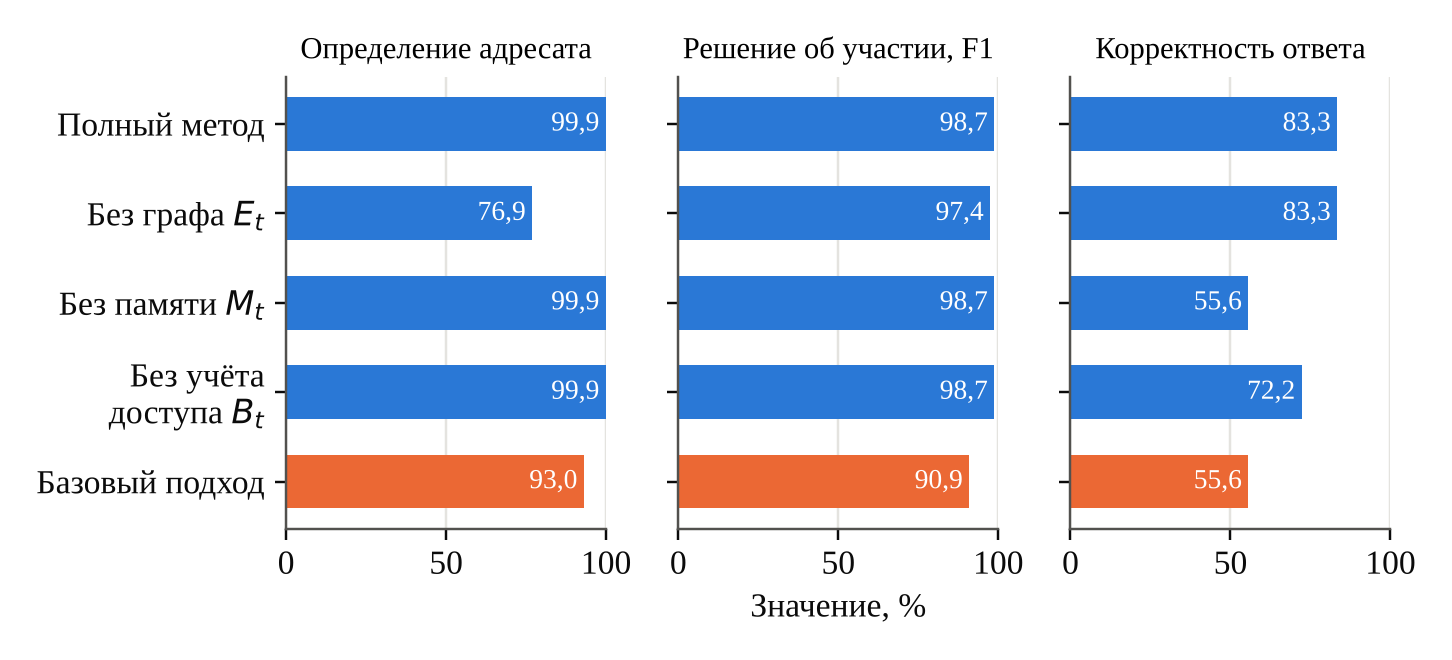 Определение адресата
Решение об участии, F1
Корректность ответа
Полный метод
99,9
98,7
83,3
Без графа Eₜ
76,9
97,4
83,3
Без памяти Mₜ
99,9
98,7
55,6
Без учёта
доступа Bₜ
99,9
98,7
72,2
Базовый подход
93,0
90,9
55,6
0 50 100
0 50 100
0 50 100
Значение, %